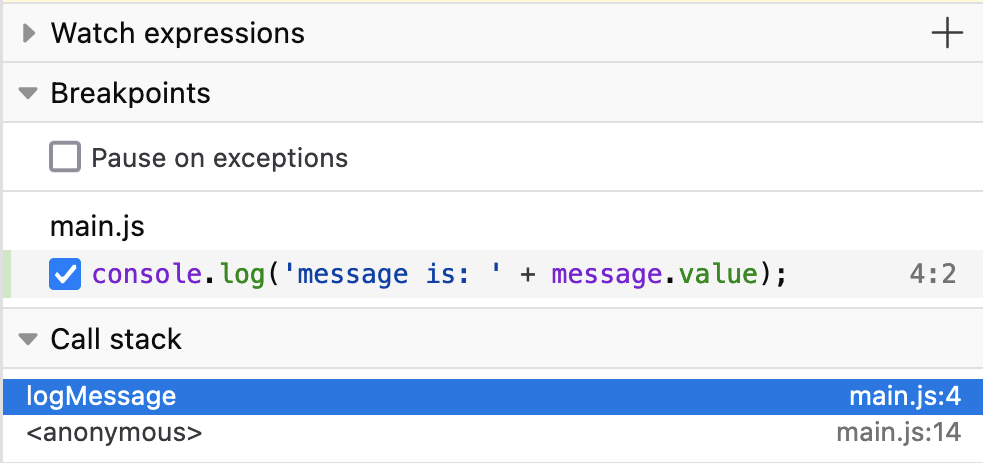 Watch expressions
Breakpoints
Pause on exceptions
main.js
console.log('message is: ' + message.value); 4:2
Call stack
logMessage main.js:4
<anonymous> main.js:14